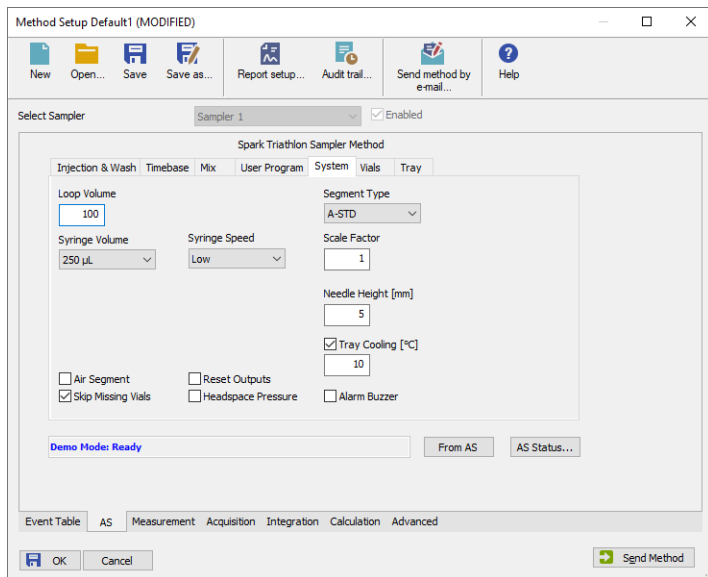 Method Setup Default1 (MODIFIED)
New Open... Save Save as... Report setup... Audit trail... Send method by e-mail... Help
Select Sampler Sampler 1 Enabled
Spark Triathlon Sampler Method
Injection & Wash Timebase Mix User Program System Vials Tray
Loop Volume Segment Type
100 A-STD
Syringe Volume Syringe Speed Scale Factor
250 µL Low 1
Needle Height [mm]
5
Tray Cooling [°C]
10
Air Segment Reset Outputs
Skip Missing Vials Headspace Pressure Alarm Buzzer
Demo Mode: Ready From AS AS Status...
Event Table AS Measurement Acquisition Integration Calculation Advanced
OK Cancel Send Method